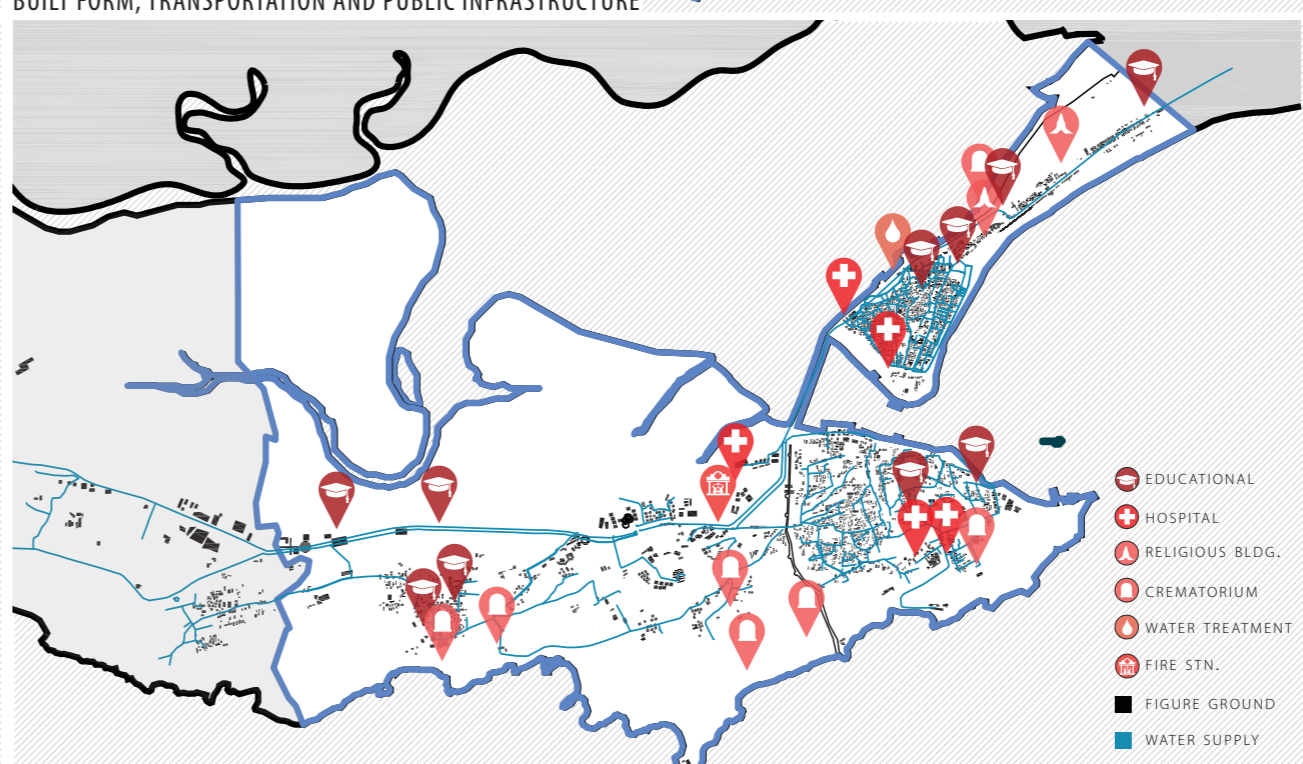 BUILT FORM, TRANSPORTATION AND PUBLIC INFRASTRUCTURE
EDUCATIONAL
HOSPITAL
RELIGIOUS BLDG.
CREMATORIUM
WATER TREATMENT
FIRE STN.
FIGURE GROUND
WATER SUPPLY